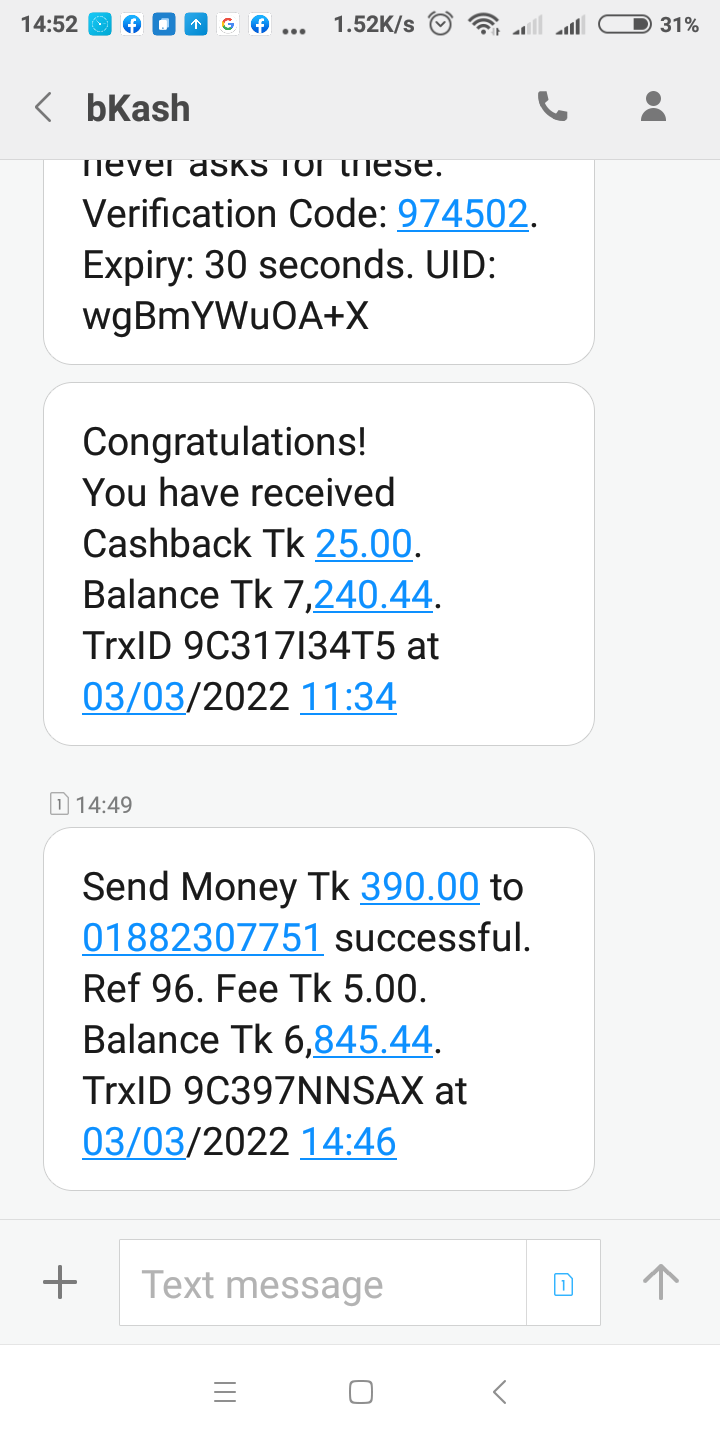 14:52 1.52K/s 31%
bKash
never asks for these.
Verification Code: 974502.
Expiry: 30 seconds. UID:
wgBmYWuOA+X
Congratulations!
You have received
Cashback Tk 25.00.
Balance Tk 7,240.44.
TrxID 9C317I34T5 at
03/03/2022 11:34
1 14:49
Send Money Tk 390.00 to
01882307751 successful.
Ref 96. Fee Tk 5.00.
Balance Tk 6,845.44.
TrxID 9C397NNSAX at
03/03/2022 14:46
Text message 1